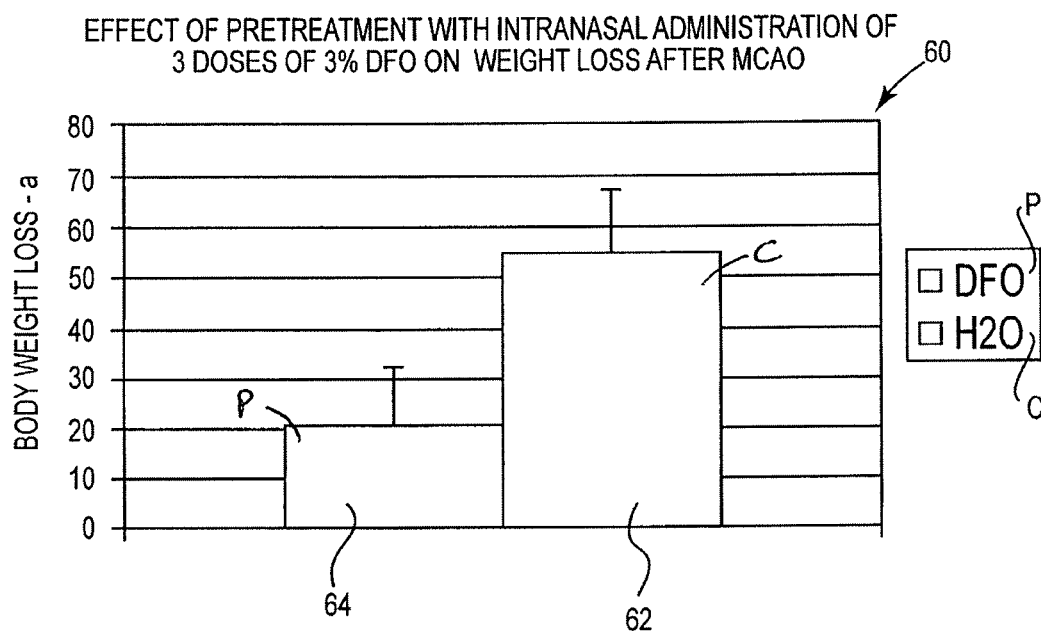 EFFECT OF PRETREATMENT WITH INTRANASAL ADMINISTRATION OF
3 DOSES OF 3% DFO ON WEIGHT LOSS AFTER MCAO
60
80
70
60
50
40
30
20
10
0
BODY WEIGHT LOSS - a
P
C
64
62
P
DFO
H2O
C